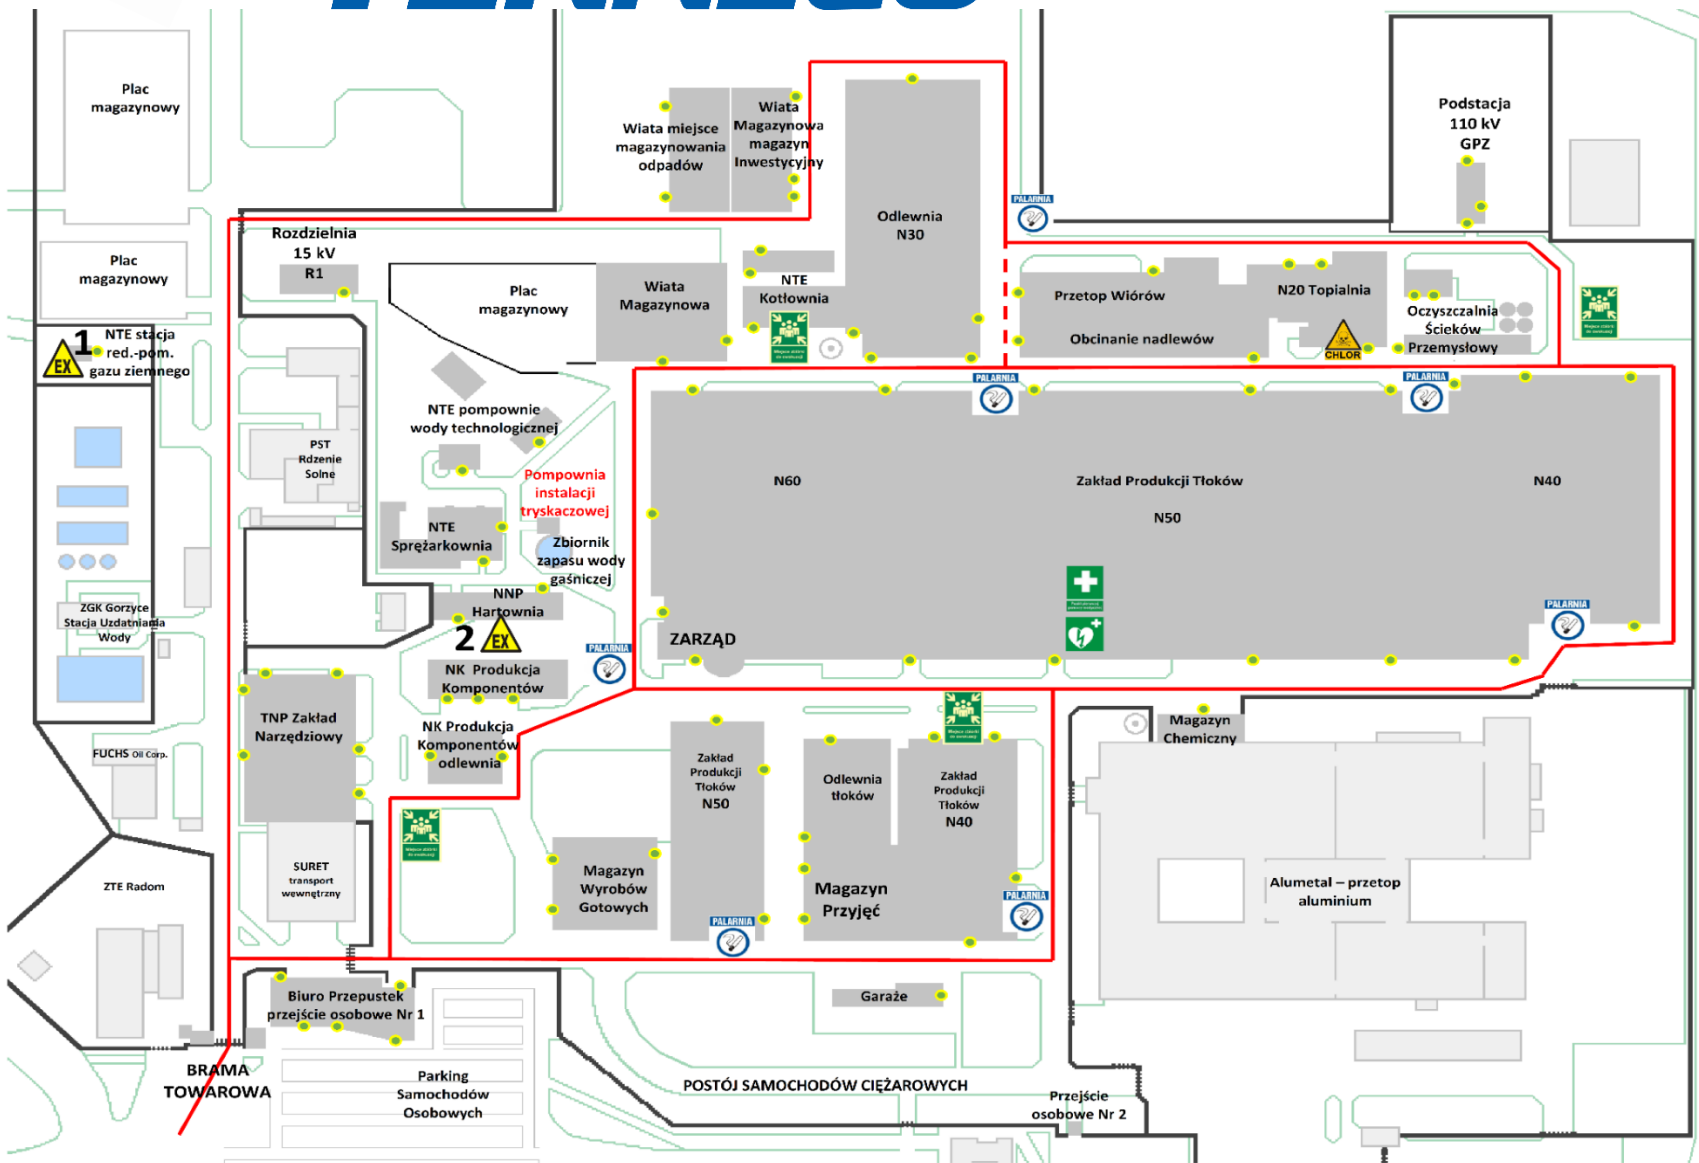 TENNECO
Plac
magazynowy
Wiata miejsce
magazynowania
odpadów
Wiata
Magazynowa
magazyn
Inwestycyjny
Odlewnia
N30
PALARNIA
Podstacja
110 kV
GPZ
Rozdzielnia
15 kV
R1
Plac
magazynowy
Plac
magazynowy
Wiata
Magazynowa
NTE
Kotłownia
Przetop Wiórów
Obcinanie nadlewów
N20 Topialnia
CHLOR
Oczyszczalnia
Ścieków
Przemysłowy
1
EX
NTE stacja
red.-pom.
gazu ziemnego
PALARNIA
PALARNIA
NTE pompownie
wody technologicznej
PST
Rdzenie
Solne
Pompownia
instalacji
tryskaczowej
N60
Zakład Produkcji Tłoków
N50
N40
NTE
Sprężarkownia
Zbiornik
zapasu wody
gaśniczej
NNP
Hartownia
2
EX
ZGK Gorzyce
Stacja Uzdatniania
Wody
PALARNIA
ZARZĄD
PALARNIA
NK Produkcja
Komponentów
TNP Zakład
Narzędziowy
NK Produkcja
Komponentów
odlewnia
FUCHS Oil Corp.
Zakład
Produkcji
Tłoków
N50
Odlewnia
tłoków
Zakład
Produkcji
Tłoków
N40
Magazyn
Chemiczny
SURET
transport
wewnętrzny
ZTE Radom
Magazyn
Wyrobów
Gotowych
Magazyn
Przyjęć
PALARNIA
PALARNIA
Alumetal – przetop
aluminium
Biuro Przepustek
przejście osobowe Nr 1
Garaże
BRAMA
TOWAROWA
Parking
Samochodów
Osobowych
POSTÓJ SAMOCHODÓW CIĘŻAROWYCH
Przejście
osobowe Nr 2